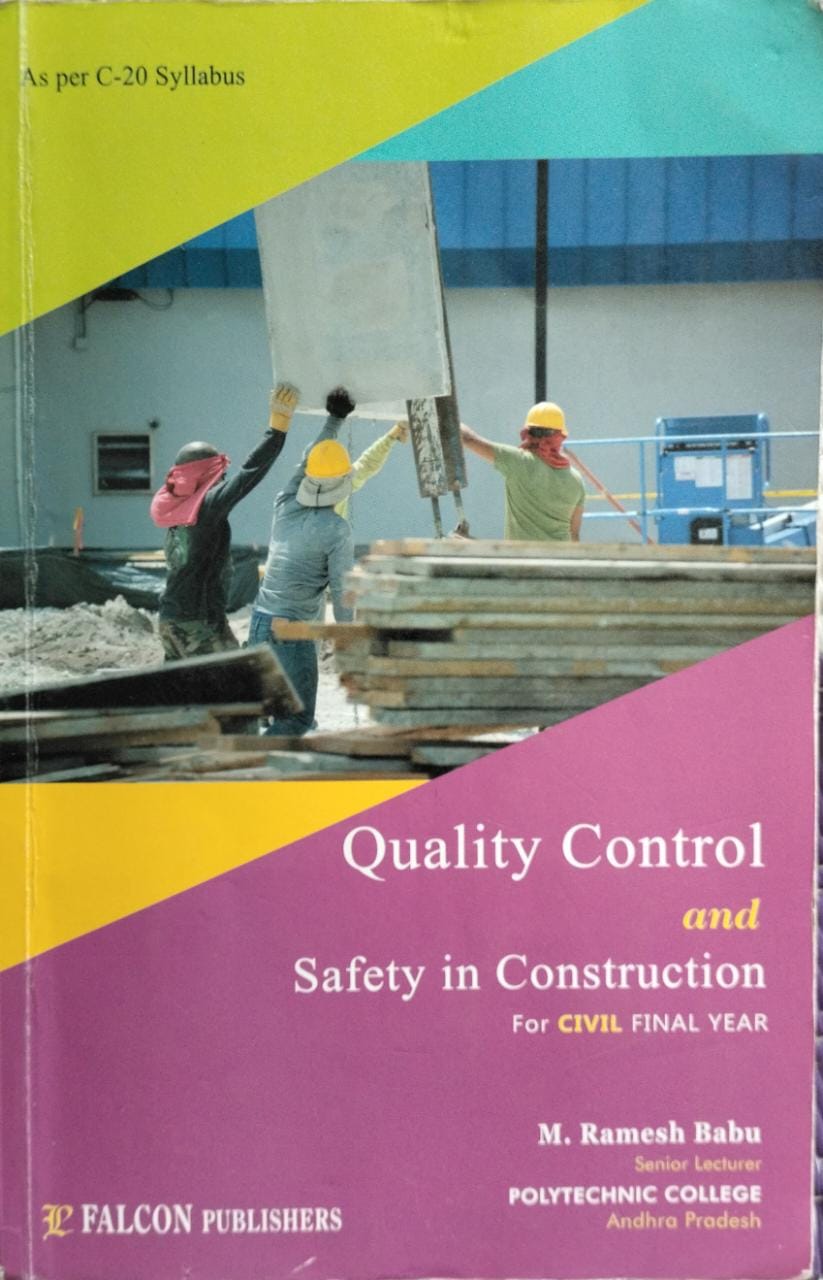 As per C-20 Syllabus
Quality Control
and
Safety in Construction
For CIVIL FINAL YEAR
M. Ramesh Babu
Senior Lecturer
POLYTECHNIC COLLEGE
Andhra Pradesh
FALCON PUBLISHERS